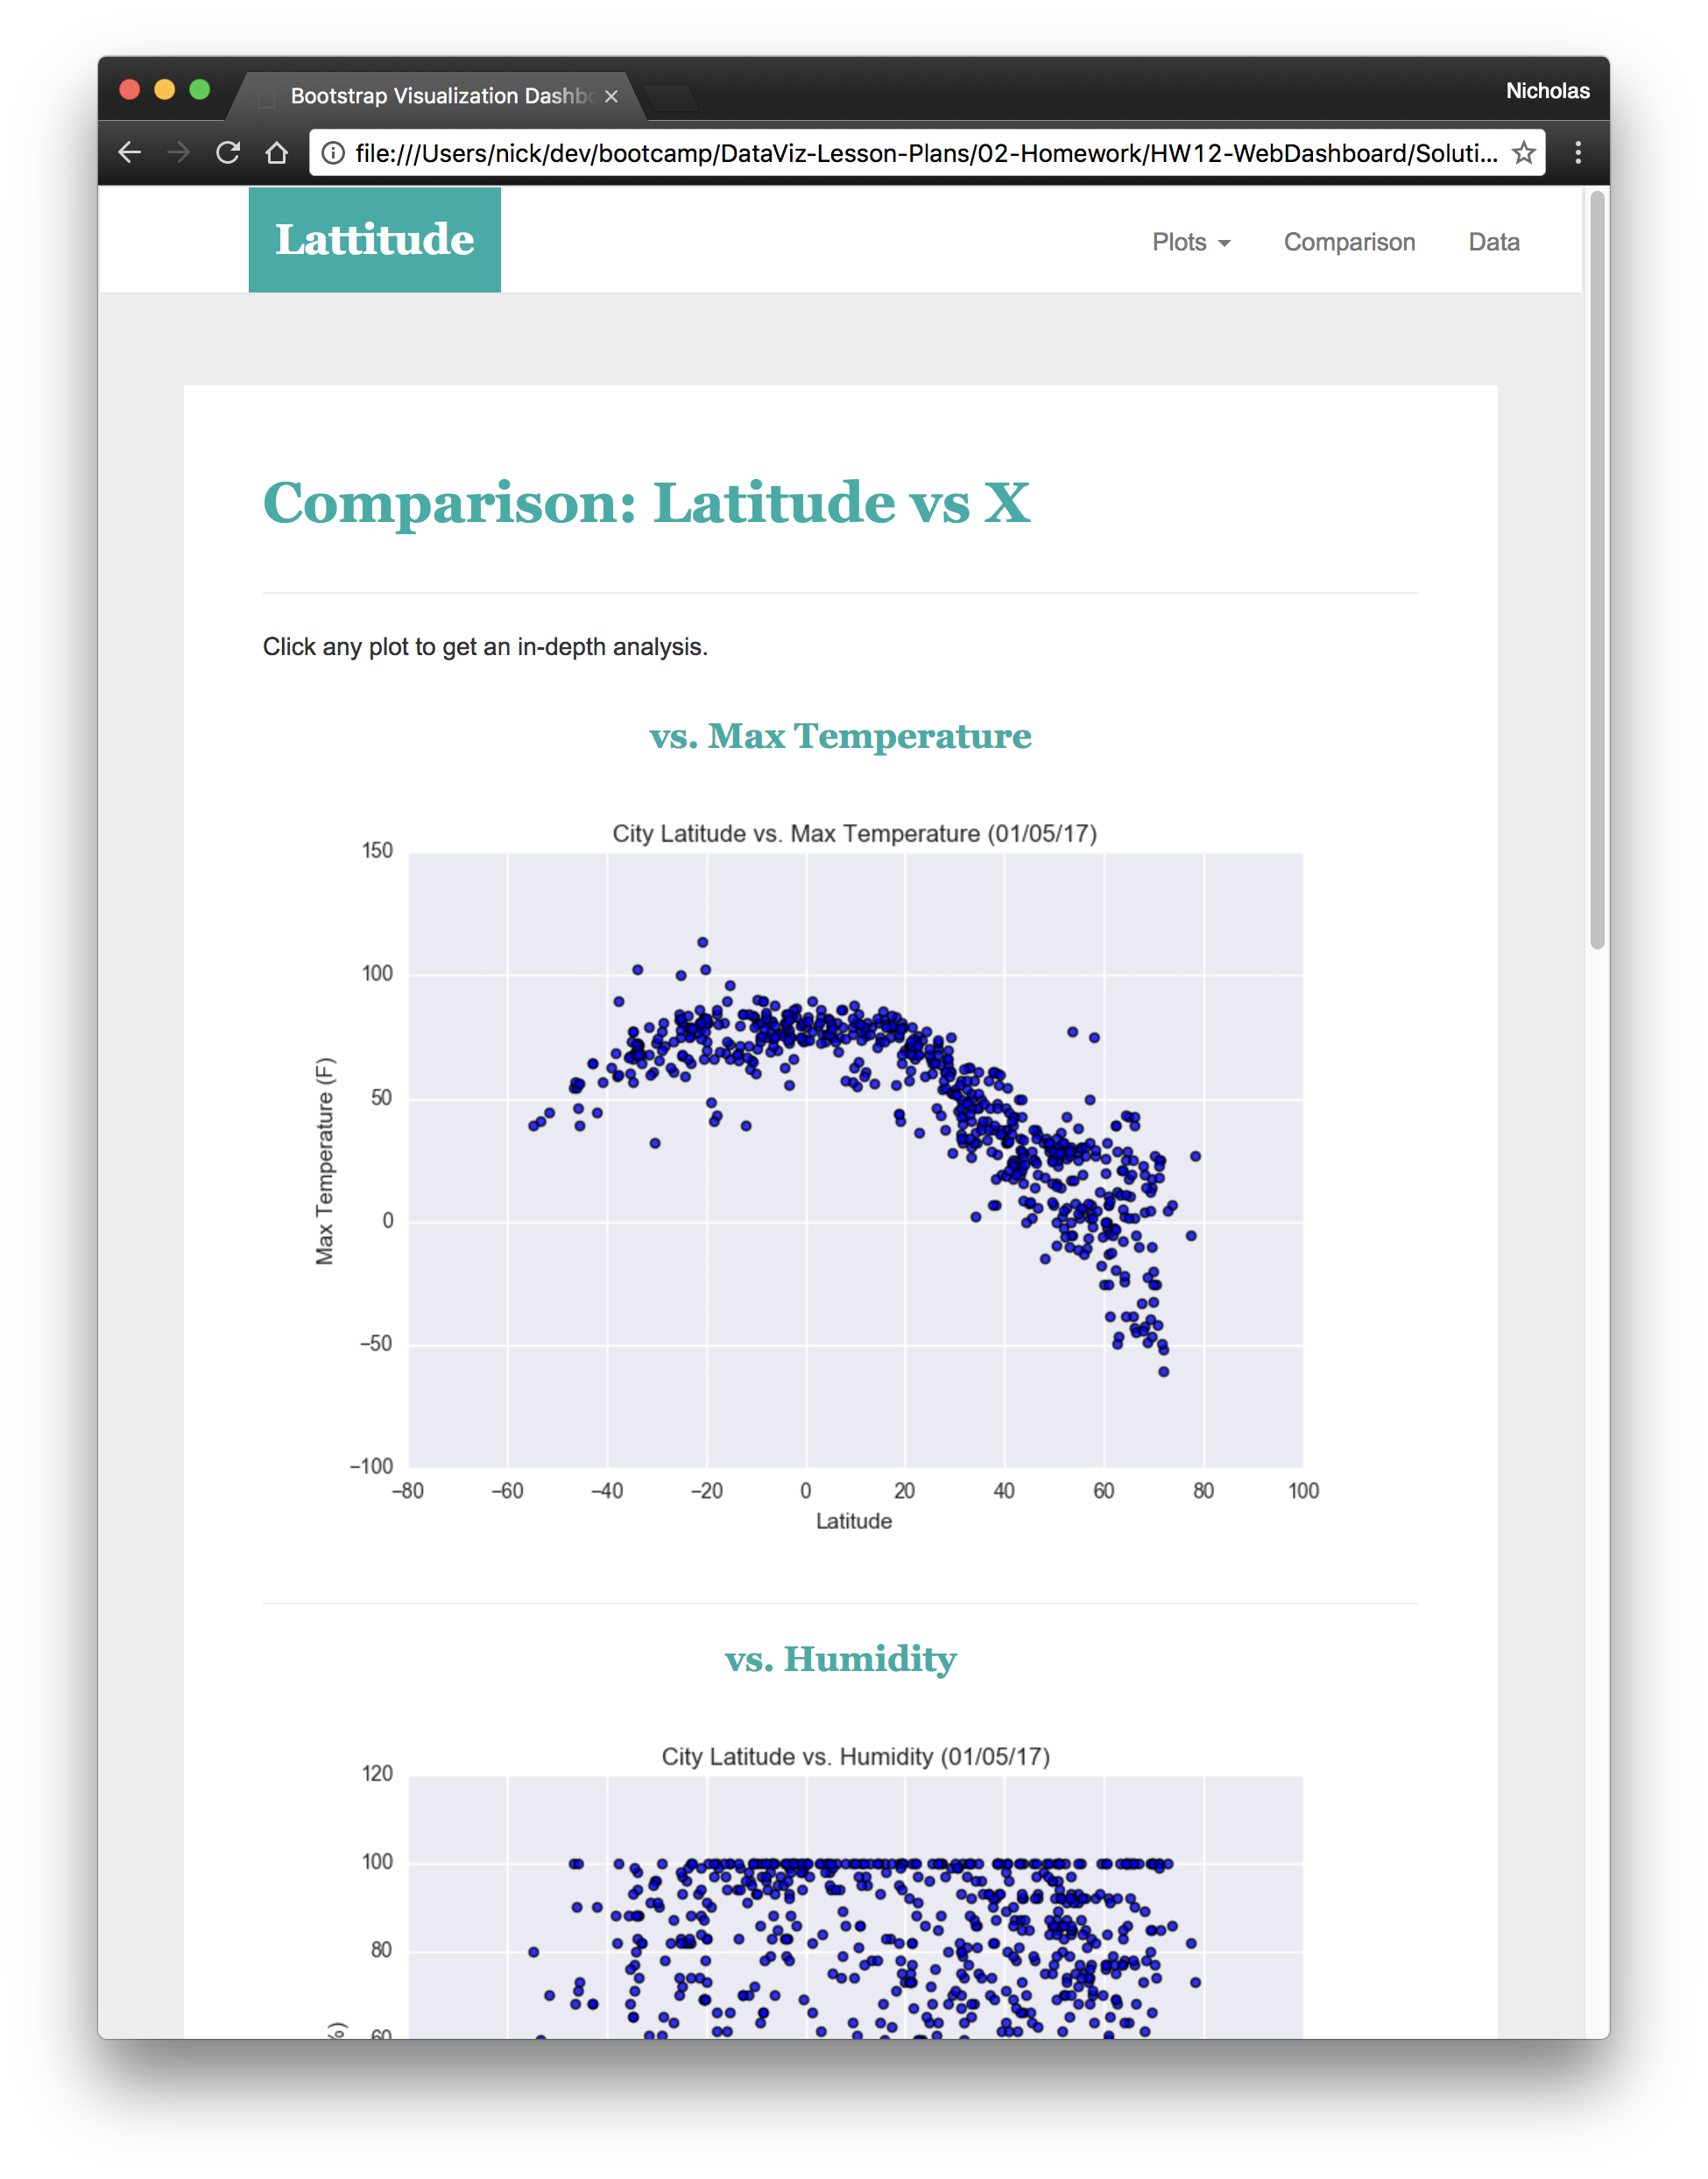 Bootstrap Visualization Dashb
Nicholas
file:///Users/nick/dev/bootcamp/DataViz-Lesson-Plans/02-Homework/HW12-WebDashboard/Soluti...
Lattitude
Plots
Comparison
Data
Comparison: Latitude vs X
Click any plot to get an in-depth analysis.
vs. Max Temperature
City Latitude vs. Max Temperature (01/05/17)
150
100
50
0
−50
−100
Max Temperature (F)
−80 −60 −40 −20 0 20 40 60 80 100
Latitude
vs. Humidity
City Latitude vs. Humidity (01/05/17)
120
100
80
60